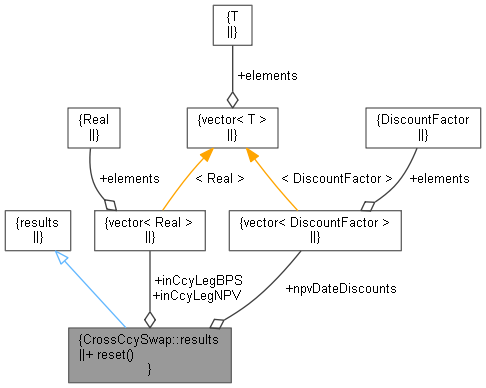 {T
||}
+elements
{Real
||}
{vector< T >
||}
{DiscountFactor
||}
+elements
< Real >
< DiscountFactor >
+elements
{results
||}
{vector< Real >
||}
{vector< DiscountFactor >
||}
+inCcyLegBPS
+inCcyLegNPV
+npvDateDiscounts
{CrossCcySwap::results
||+ reset()
}